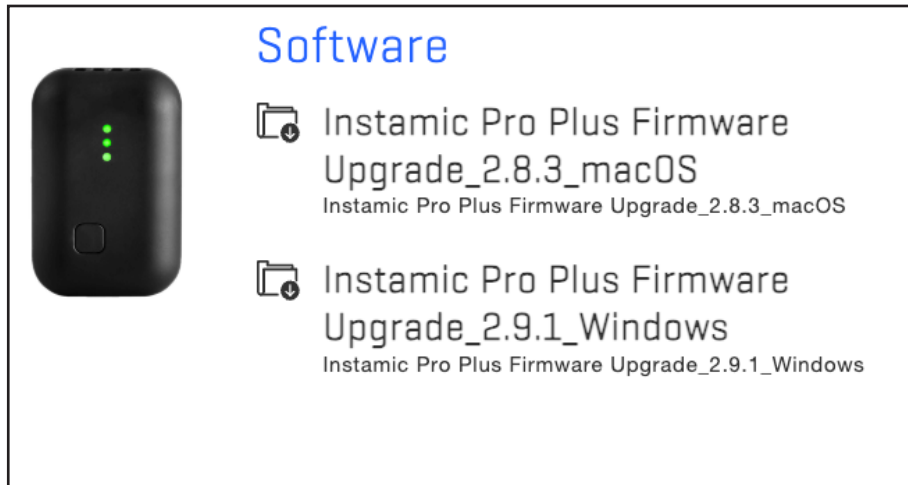 Software
Instamic Pro Plus Firmware
Upgrade_2.8.3_macOS
Instamic Pro Plus Firmware Upgrade_2.8.3_macOS
Instamic Pro Plus Firmware
Upgrade_2.9.1_Windows
Instamic Pro Plus Firmware Upgrade_2.9.1_Windows